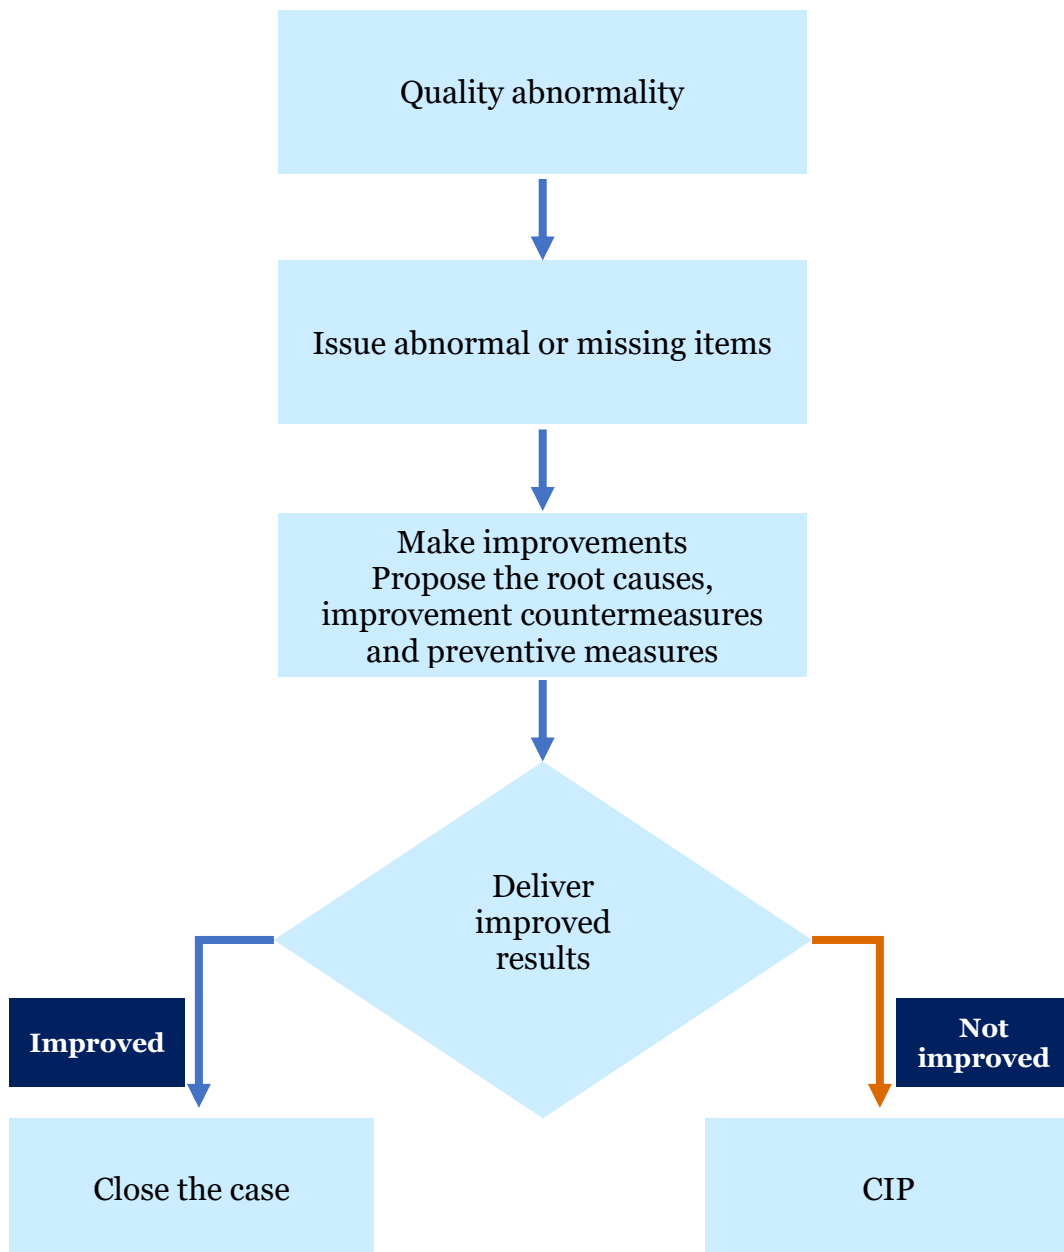 Quality abnormality
Issue abnormal or missing items
Make improvements
Propose the root causes,
improvement countermeasures
and preventive measures
Deliver
improved
results
Improved
Not
improved
Close the case
CIP